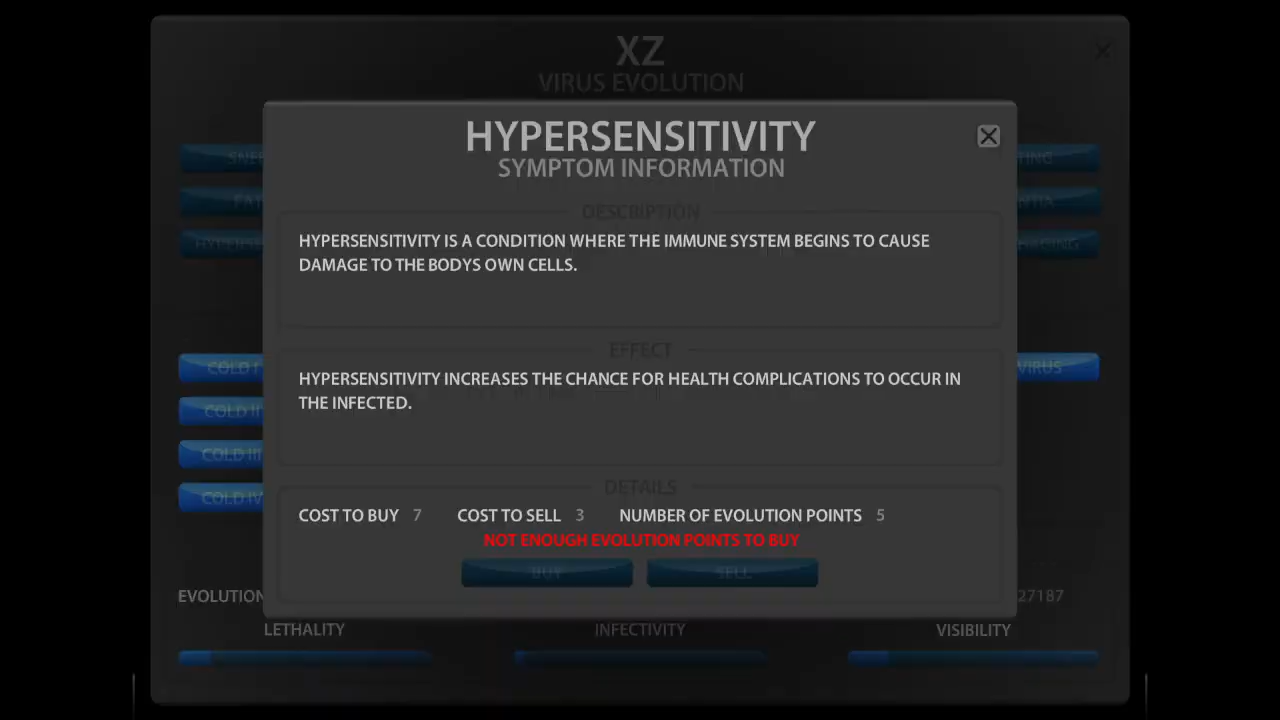 XZ
VIRUS EVOLUTION
HYPERSENSITIVITY
SYMPTOM INFORMATION
DESCRIPTION
HYPERSENSITIVITY IS A CONDITION WHERE THE IMMUNE SYSTEM BEGINS TO CAUSE
DAMAGE TO THE BODYS OWN CELLS.
EFFECT
HYPERSENSITIVITY INCREASES THE CHANCE FOR HEALTH COMPLICATIONS TO OCCUR IN
THE INFECTED.
DETAILS
COST TO BUY 7 COST TO SELL 3 NUMBER OF EVOLUTION POINTS 5
NOT ENOUGH EVOLUTION POINTS TO BUY
BUY SELL
COLD I VIRUS
COLD II
COLD III
COLD IV
EVOLUTION 27187
LETHALITY INFECTIVITY VISIBILITY